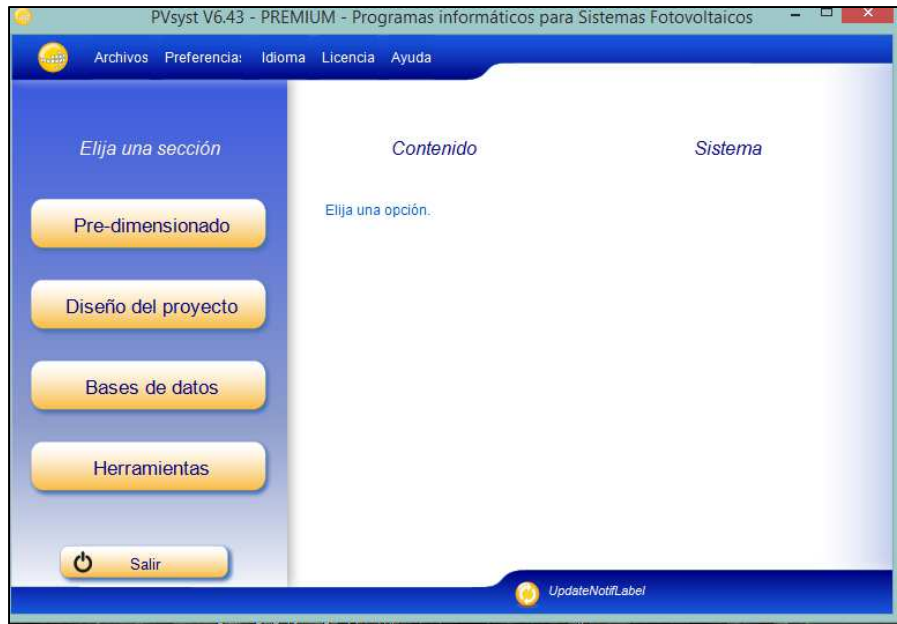 PVsyst V6.43 - PREMIUM - Programas informáticos para Sistemas Fotovoltaicos
Archivos Preferencia: Idioma Licencia Ayuda
Elija una sección
Contenido
Sistema
Elija una opción.
Pre-dimensionado
Diseño del proyecto
Bases de datos
Herramientas
Salir
UpdateNotifLabel